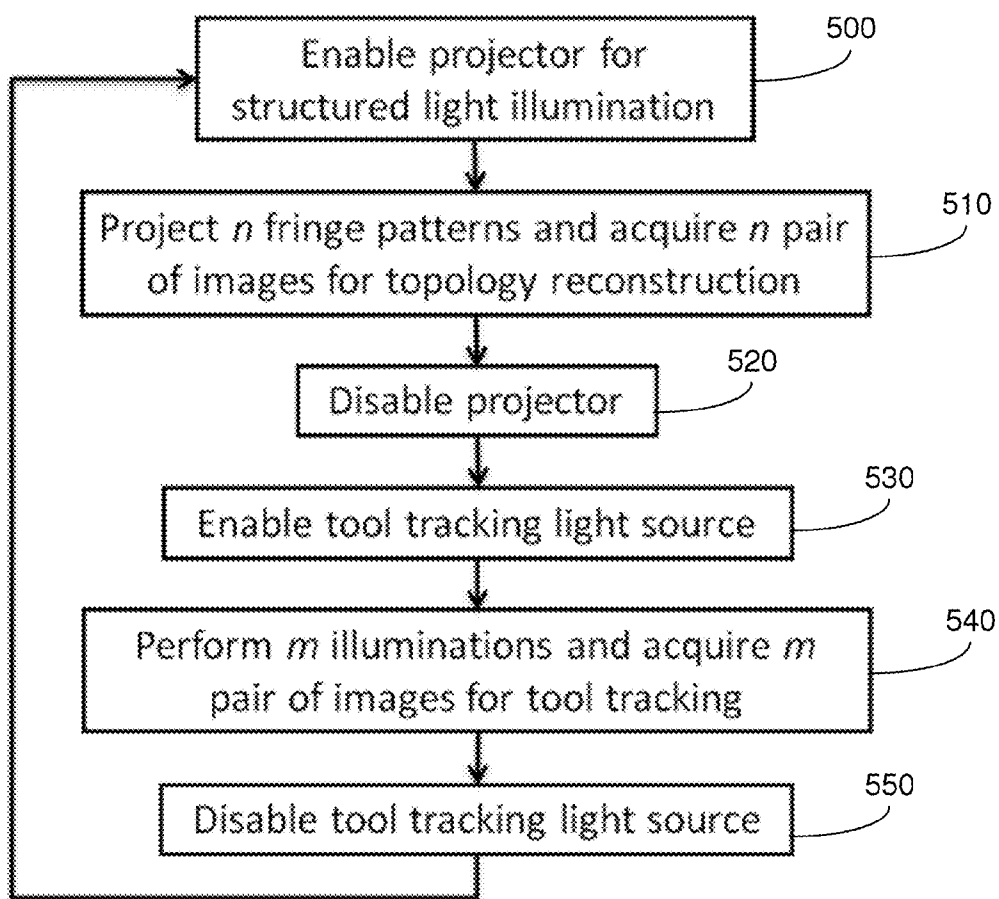 500
Enable projector for
structured light illumination
510
Project n fringe patterns and acquire n pair
of images for topology reconstruction
520
Disable projector
530
Enable tool tracking light source
540
Perform m illuminations and acquire m
pair of images for tool tracking
550
Disable tool tracking light source